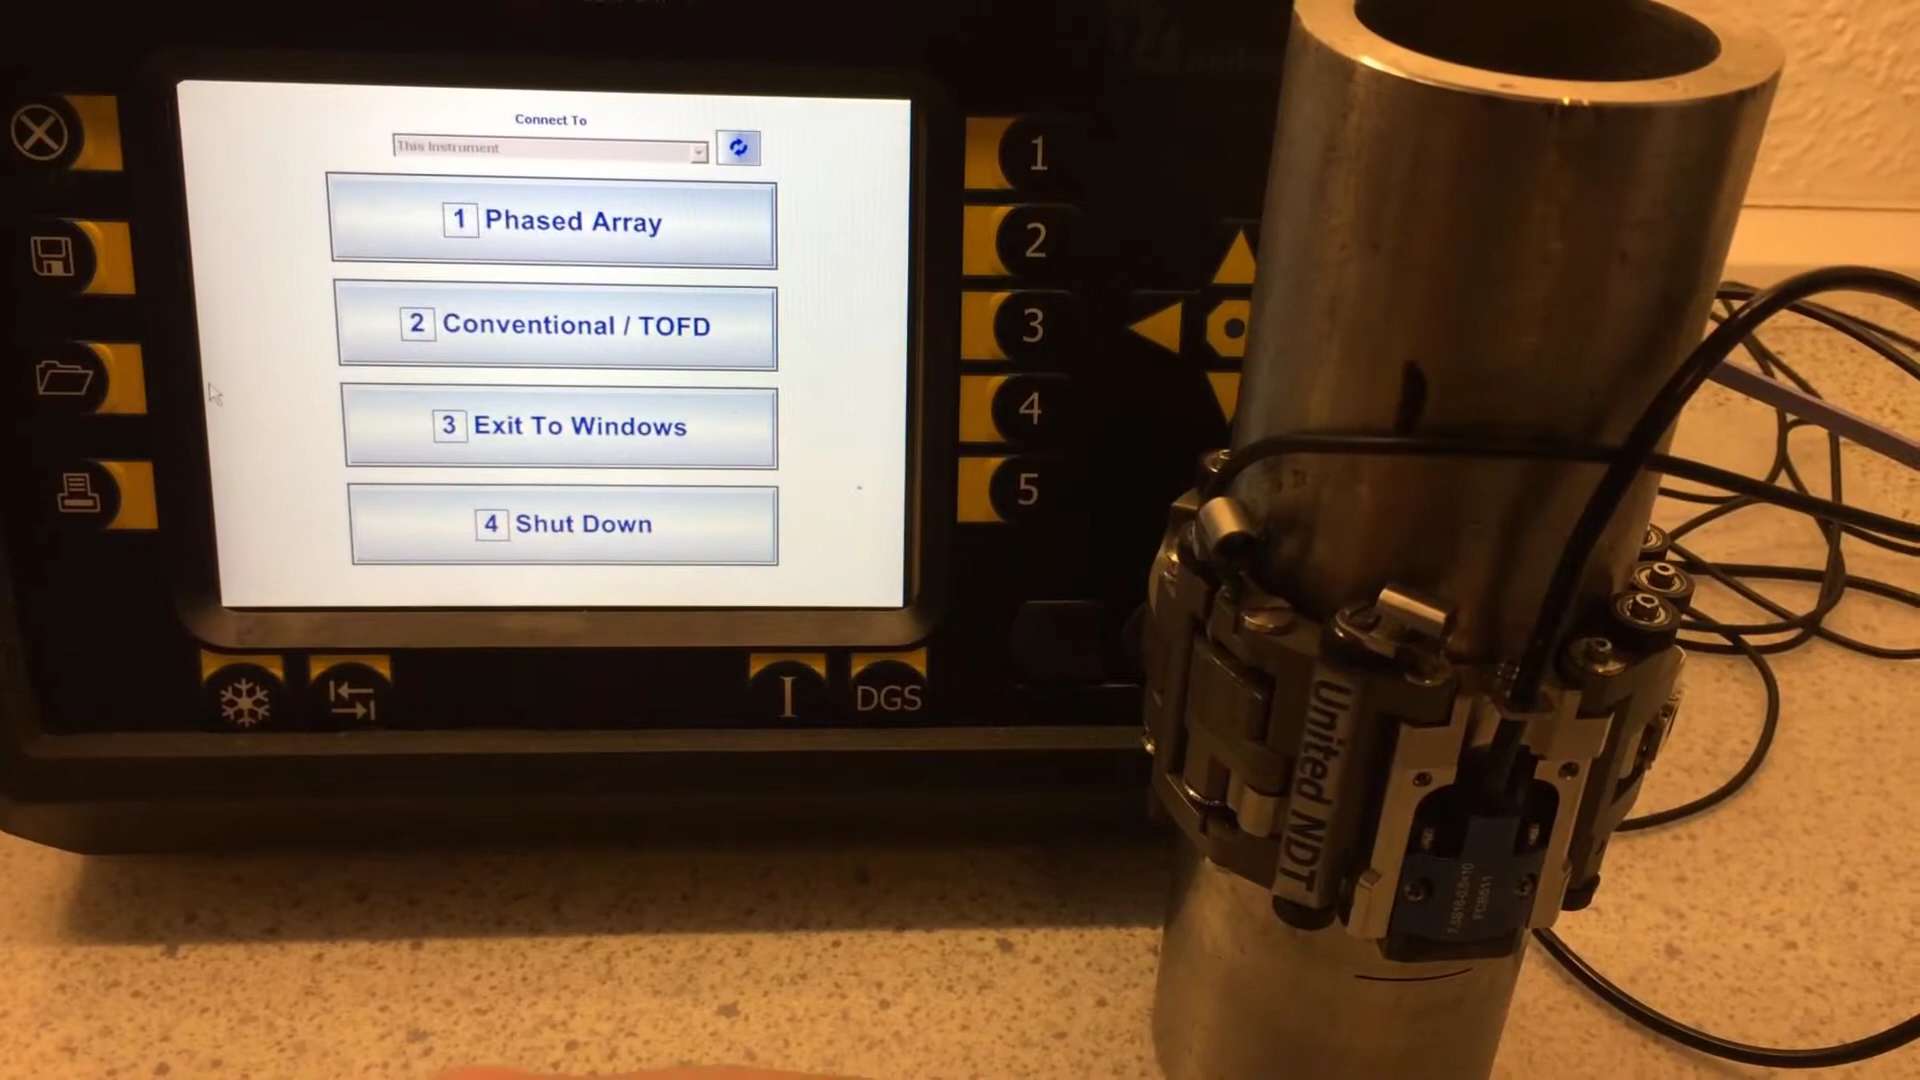 Connect To
This Instrument
1 Phased Array
2 Conventional / TOFD
3 Exit To Windows
4 Shut Down
1
2
3
4
5
I
DGS
United NDT